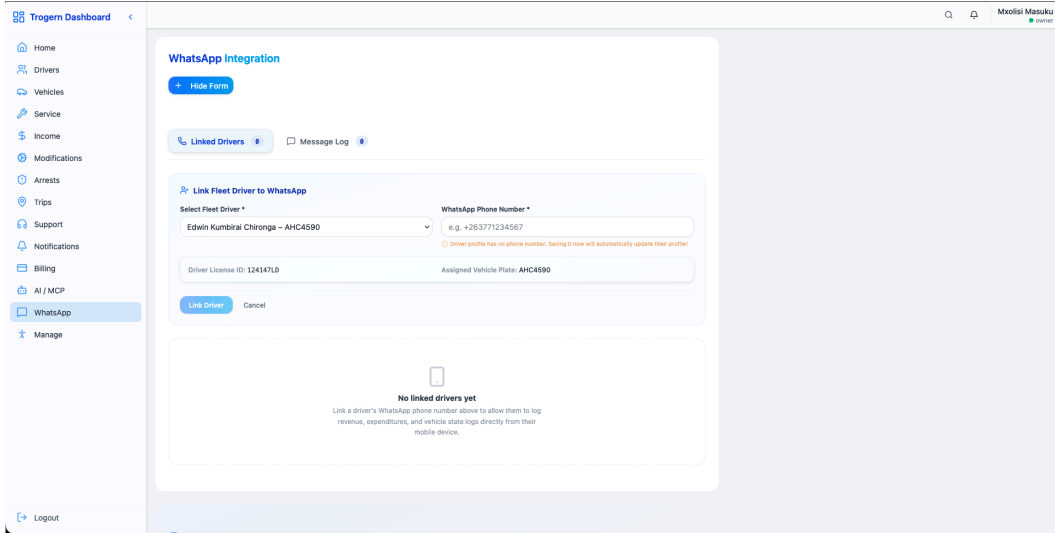 Trogern Dashboard
Mxolisi Masuku
owner
Home
Drivers
Vehicles
Service
Income
Modifications
Arrests
Trips
Support
Notifications
Billing
AI / MCP
WhatsApp
Manage
Logout
WhatsApp Integration
+ Hide Form
Linked Drivers 0
Message Log 0
Link Fleet Driver to WhatsApp
Select Fleet Driver *
WhatsApp Phone Number *
Edwin Kumbirai Chironga – AHC4590
e.g. +263771234567
Driver profile has no phone number. Saving it now will automatically update their profile!
Driver License ID: 124147LD
Assigned Vehicle Plate: AHC4590
Link Driver
Cancel
No linked drivers yet
Link a driver's WhatsApp phone number above to allow them to log
revenue, expenditures, and vehicle state logs directly from their
mobile device.